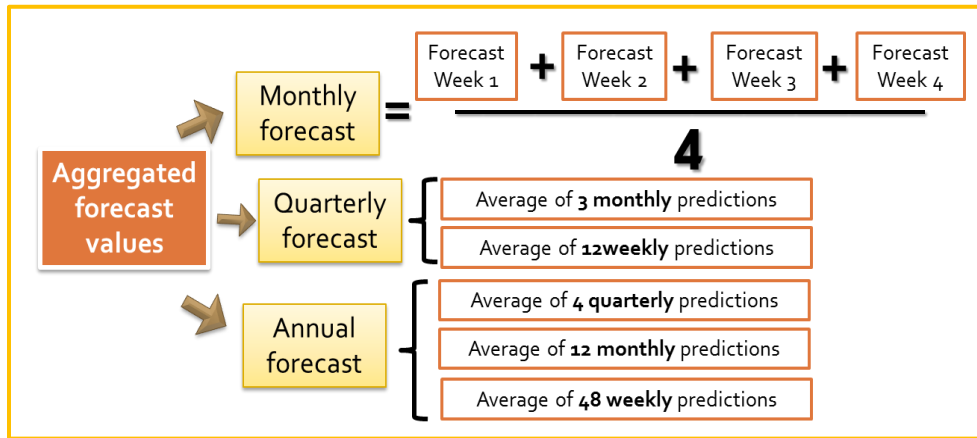 Aggregated
forecast
values
Monthly
forecast
=
Forecast
Week 1
+
Forecast
Week 2
+
Forecast
Week 3
+
Forecast
Week 4
4
Quarterly
forecast
Average of 3 monthly predictions
Average of 12weekly predictions
Annual
forecast
Average of 4 quarterly predictions
Average of 12 monthly predictions
Average of 48 weekly predictions